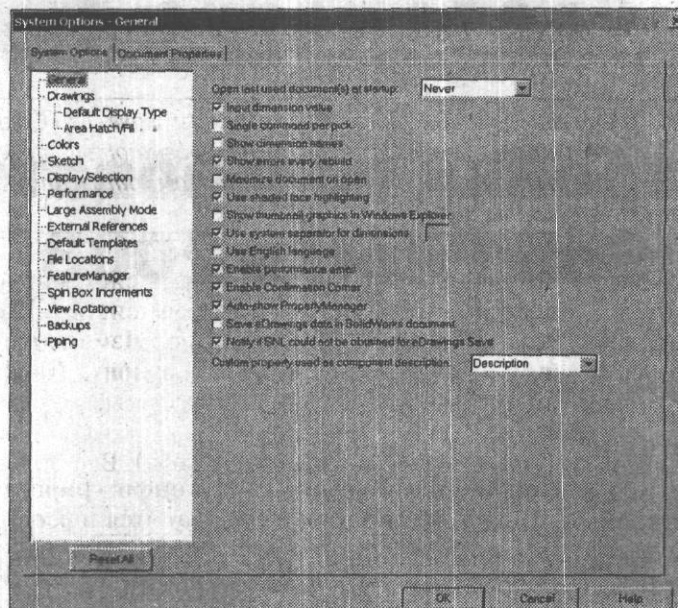 System Options - General
System Options
Document Properties
General
Drawings
Default Display Type
Area Hatch/Fill
Colors
Sketch
Display/Selection
Performance
Large Assembly Mode
External References
Default Templates
File Locations
FeatureManager
Spin Box Increments
View Rotation
Backups
Piping
Reset All
Open last used document(s) at startup: Never
Input dimension value
Single command per pick
Show dimension names
Show errors every rebuild
Maximize document on open
Use shaded face highlighting
Show thumbnail graphics in Windows Explorer
Use system separator for dimensions
Use English language
Enable performance email
Enable Confirmation Corner
Auto-show PropertyManager
Save eDrawings data in SolidWorks document
Notify if SNL could not be obtained for eDrawings Save
Custom property used as component description: Description
OK
Cancel
Help